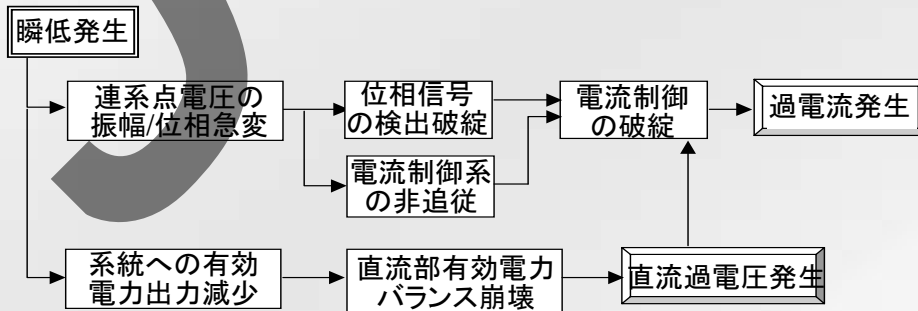 瞬低発生
連系点電圧の
振幅/位相急変
位相信号
の検出破綻
電流制御
の破綻
過電流発生
電流制御系
の非追従
系統への有効
電力出力減少
直流部有効電力
バランス崩壊
直流過電圧発生